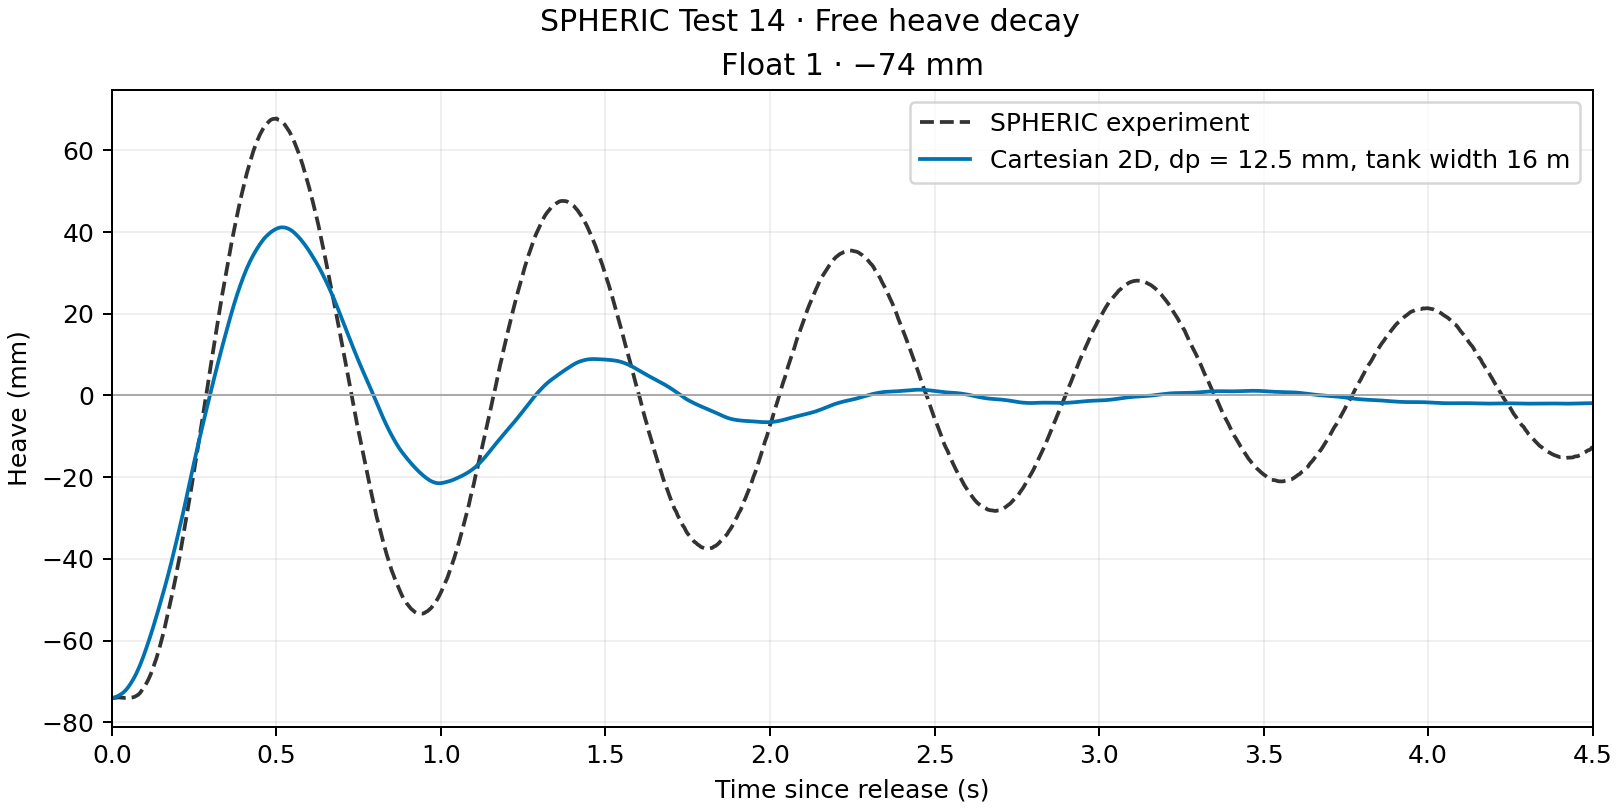 SPHERIC Test 14 · Free heave decay
Float 1 · −74 mm
SPHERIC experiment
Cartesian 2D, dp = 12.5 mm, tank width 16 m
Heave (mm)
60
40
20
0
−20
−40
−60
−80
0.0 0.5 1.0 1.5 2.0 2.5 3.0 3.5 4.0 4.5
Time since release (s)